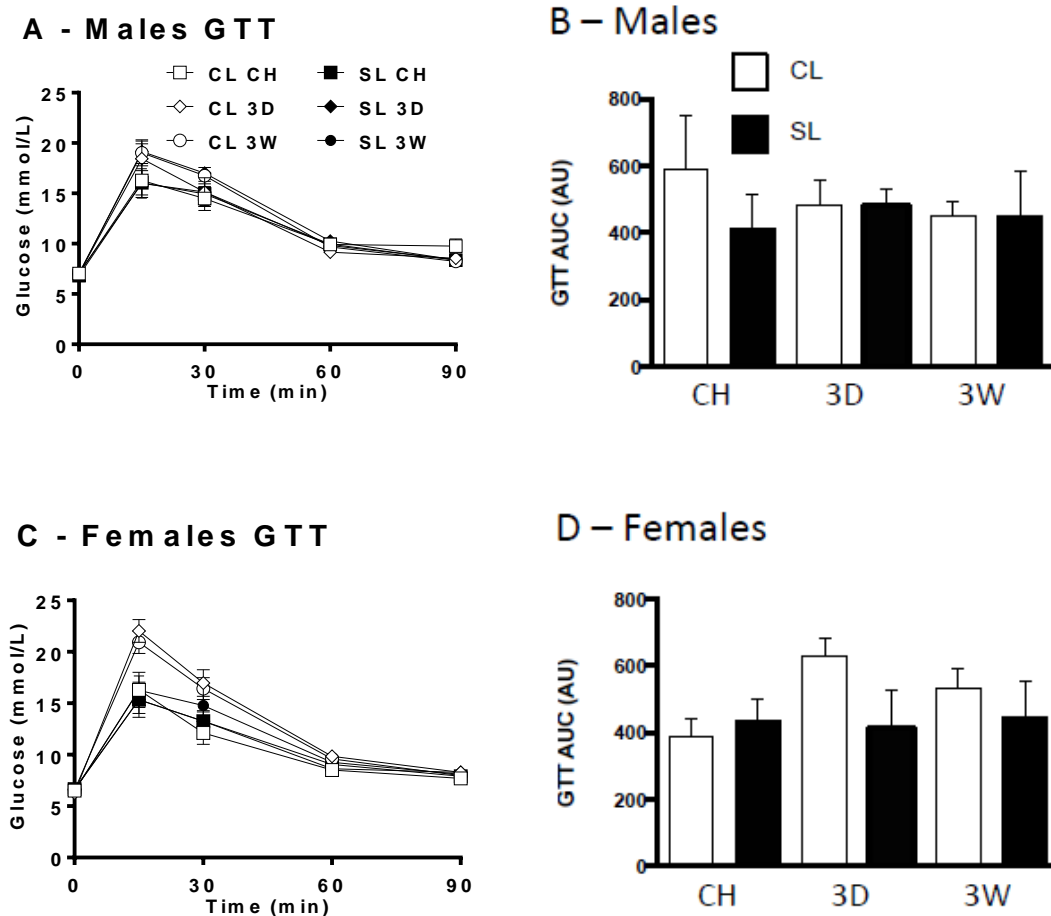 A - Males GTT
CL CH
SL CH
CL 3D
SL 3D
CL 3W
SL 3W
25
20
15
10
5
0
Glucose (mmol/L)
0 30 60 90
Time (min)
B – Males
CL
SL
800
600
400
200
0
GTT AUC (AU)
CH 3D 3W
C - Females GTT
25
20
15
10
5
0
Glucose (mmol/L)
0 30 60 90
Time (min)
D – Females
800
600
400
200
0
GTT AUC (AU)
CH 3D 3W